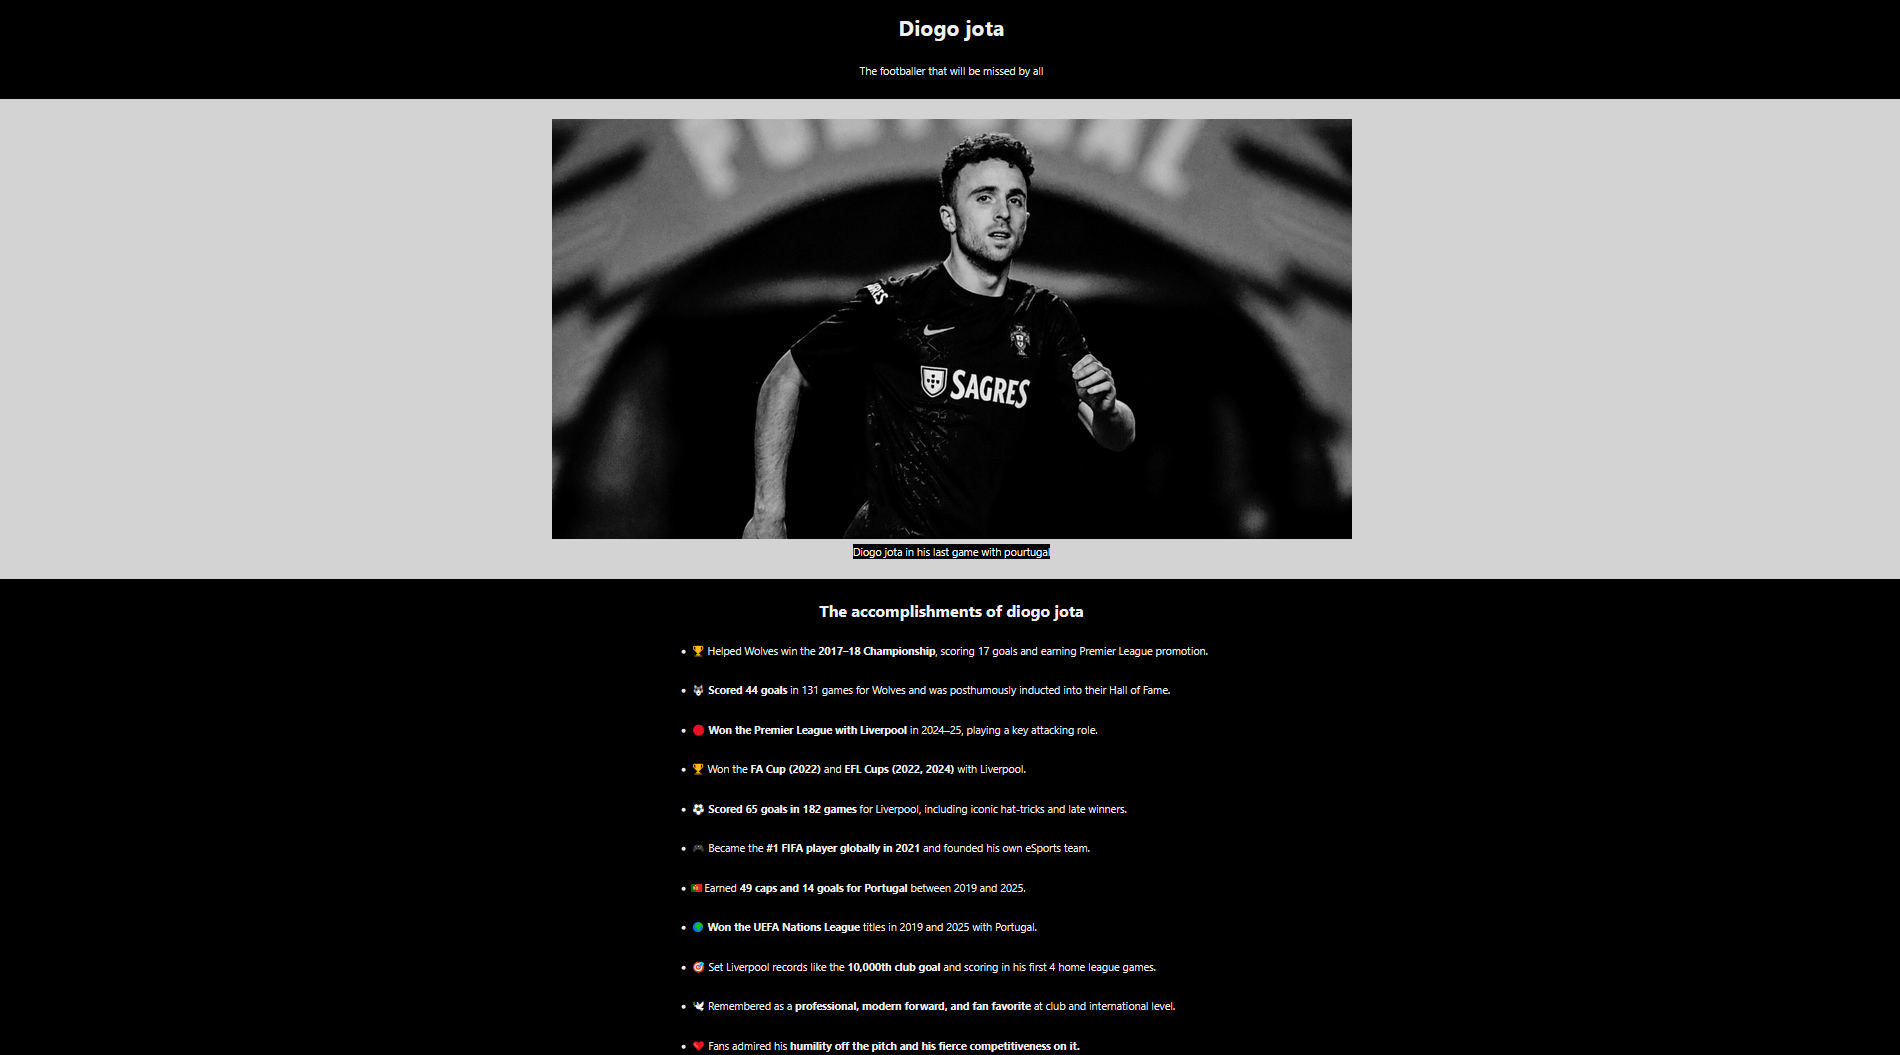 Diogo jota
The footballer that will be missed by all
PORTUGAL
SAGRES
Diogo jota in his last game with pourtugal
The accomplishments of diogo jota
• 🏆 Helped Wolves win the 2017–18 Championship, scoring 17 goals and earning Premier League promotion.
• 🐺 Scored 44 goals in 131 games for Wolves and was posthumously inducted into their Hall of Fame.
• 🔴 Won the Premier League with Liverpool in 2024–25, playing a key attacking role.
• 🏆 Won the FA Cup (2022) and EFL Cups (2022, 2024) with Liverpool.
• ⚽ Scored 65 goals in 182 games for Liverpool, including iconic hat-tricks and late winners.
• 🎮 Became the #1 FIFA player globally in 2021 and founded his own eSports team.
• 🇵🇹 Earned 49 caps and 14 goals for Portugal between 2019 and 2025.
• 🌍 Won the UEFA Nations League titles in 2019 and 2025 with Portugal.
• 🎯 Set Liverpool records like the 10,000th club goal and scoring in his first 4 home league games.
• 🕊️ Remembered as a professional, modern forward, and fan favorite at club and international level.
• ❤️ Fans admired his humility off the pitch and his fierce competitiveness on it.